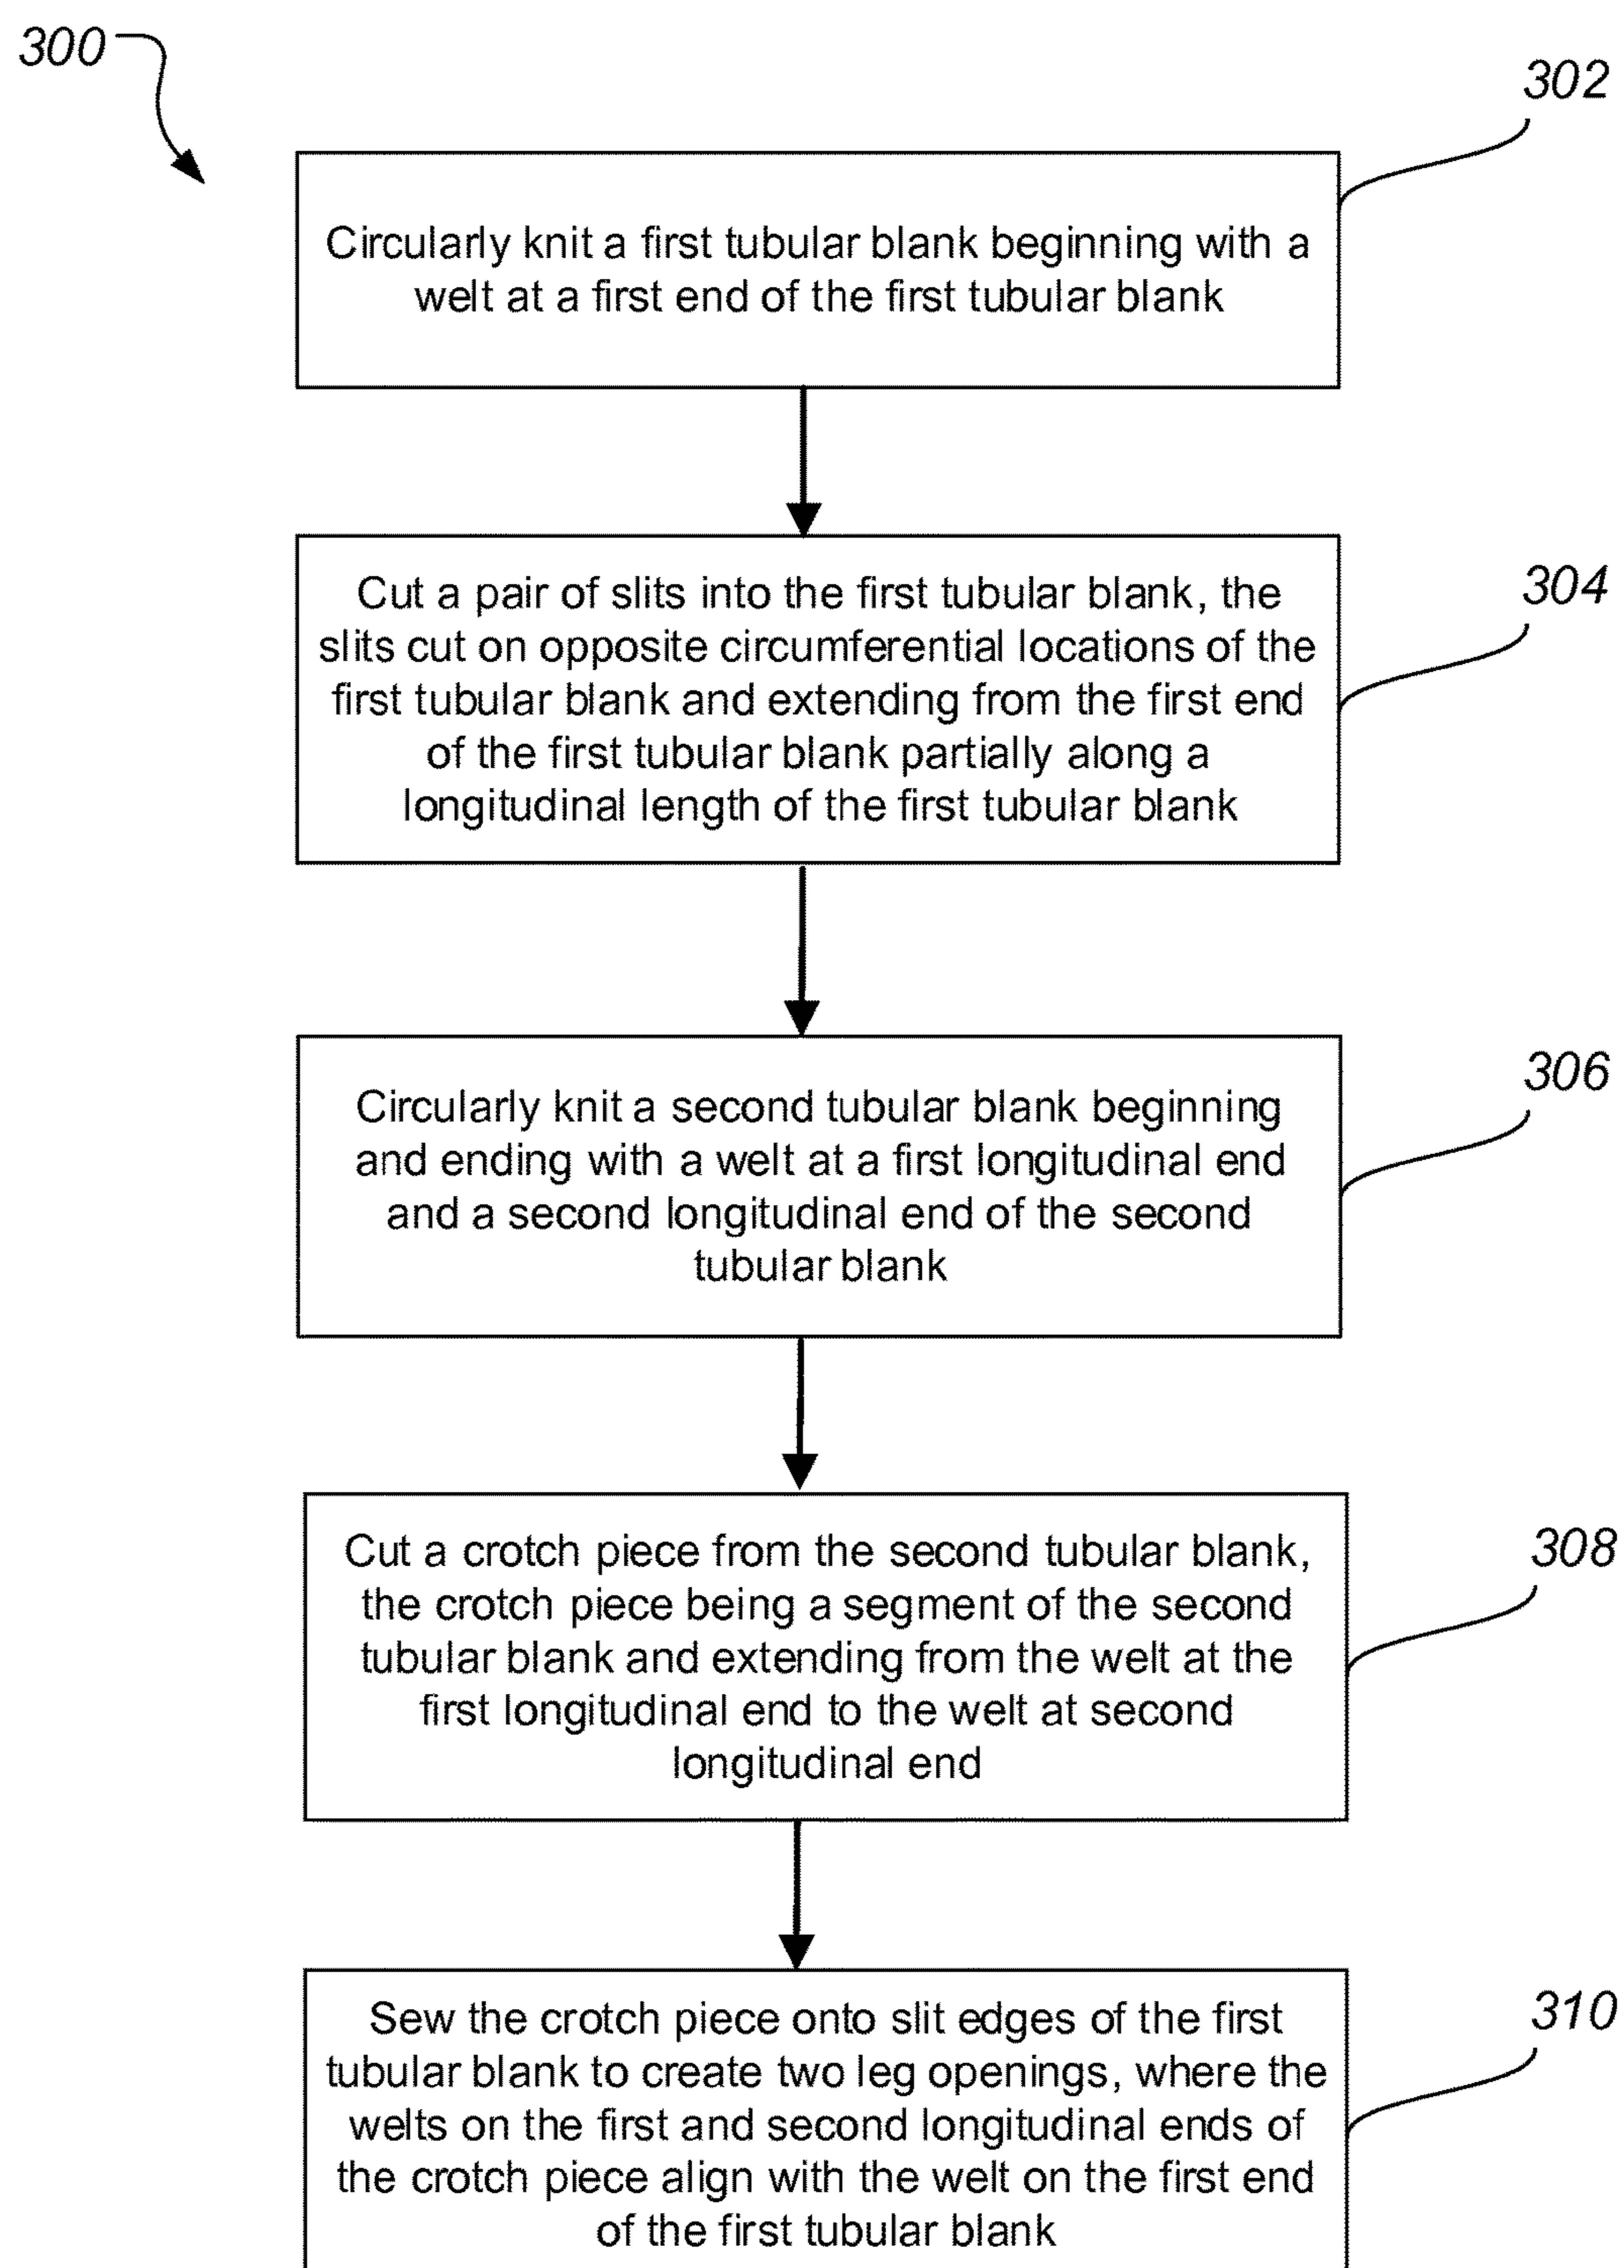 300
302
Circularly knit a first tubular blank beginning with a
welt at a first end of the first tubular blank
304
Cut a pair of slits into the first tubular blank, the
slits cut on opposite circumferential locations of the
first tubular blank and extending from the first end
of the first tubular blank partially along a
longitudinal length of the first tubular blank
306
Circularly knit a second tubular blank beginning
and ending with a welt at a first longitudinal end
and a second longitudinal end of the second
tubular blank
308
Cut a crotch piece from the second tubular blank,
the crotch piece being a segment of the second
tubular blank and extending from the welt at the
first longitudinal end to the welt at second
longitudinal end
310
Sew the crotch piece onto slit edges of the first
tubular blank to create two leg openings, where the
welts on the first and second longitudinal ends of
the crotch piece align with the welt on the first end
of the first tubular blank